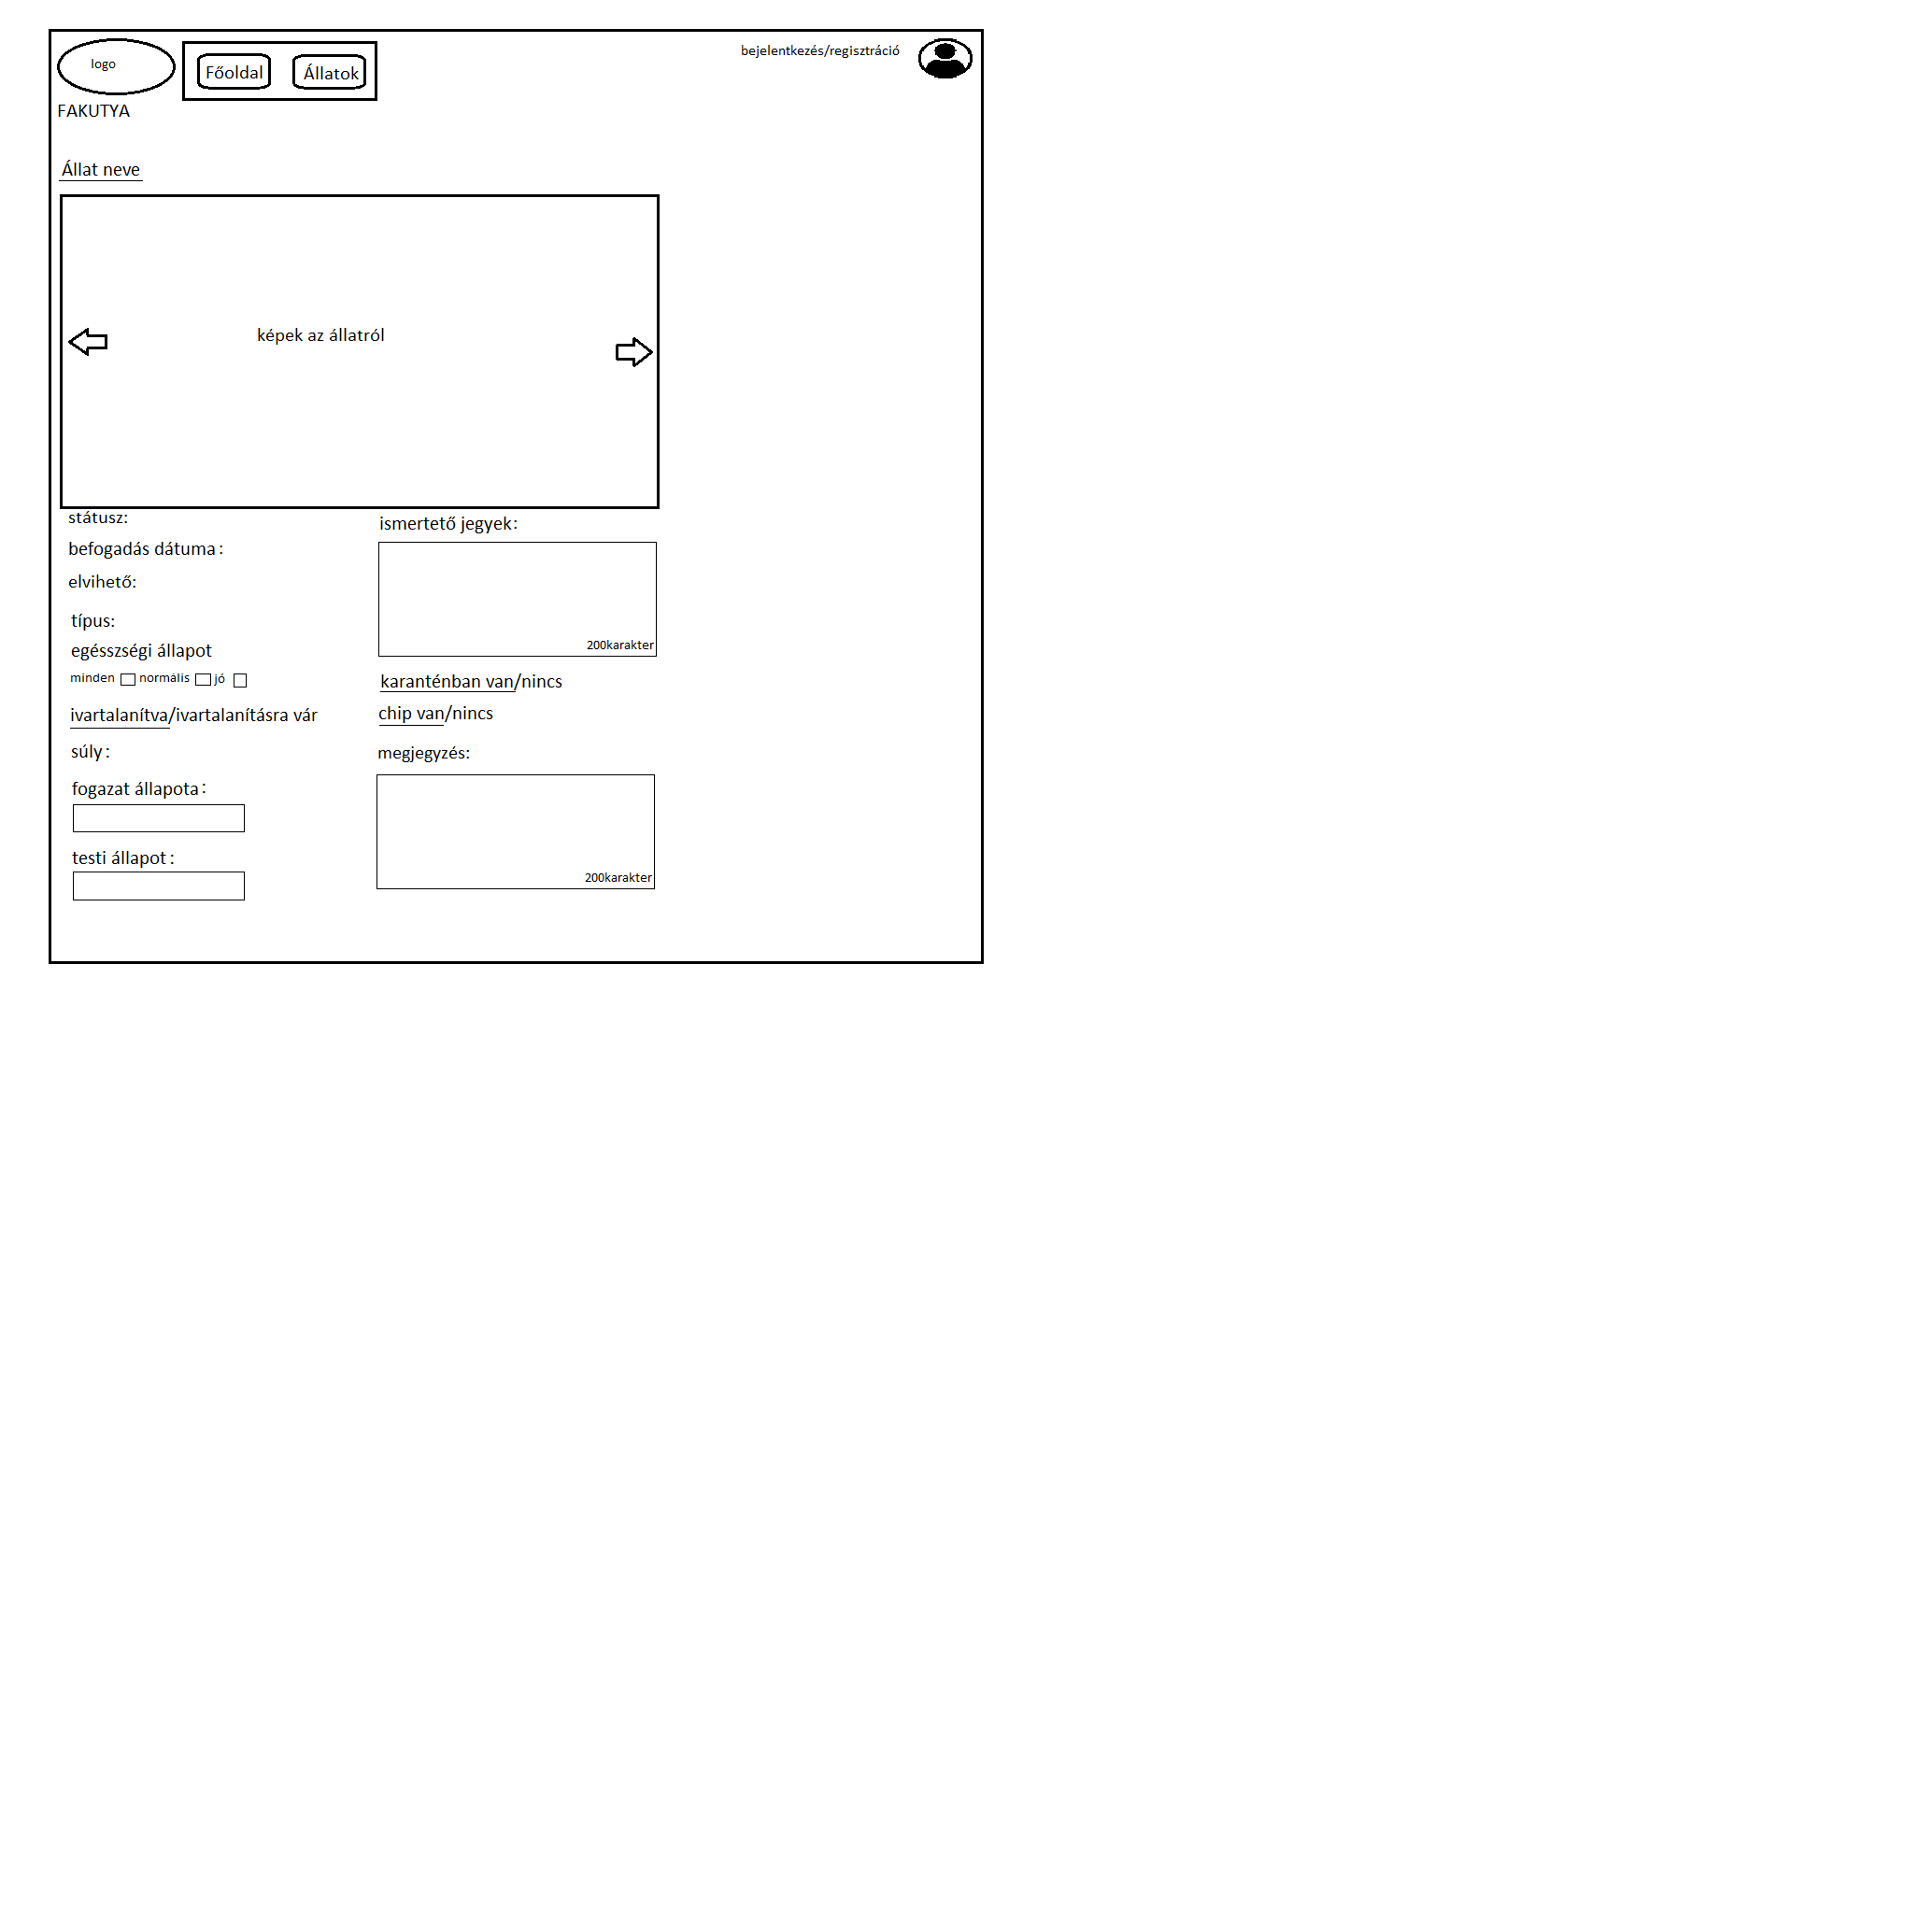 logo
Főoldal
Állatok
bejelentkezés/regisztráció
FAKUTYA
Állat neve
képek az állatról
státusz:
befogadás dátuma:
elvihető:
típus:
egésszségi állapot
minden normális jó
ivartalanítva/ivartalanításra vár
súly:
fogazat állapota:
testi állapot:
ismertető jegyek:
200karakter
karanténban van/nincs
chip van/nincs
megjegyzés:
200karakter